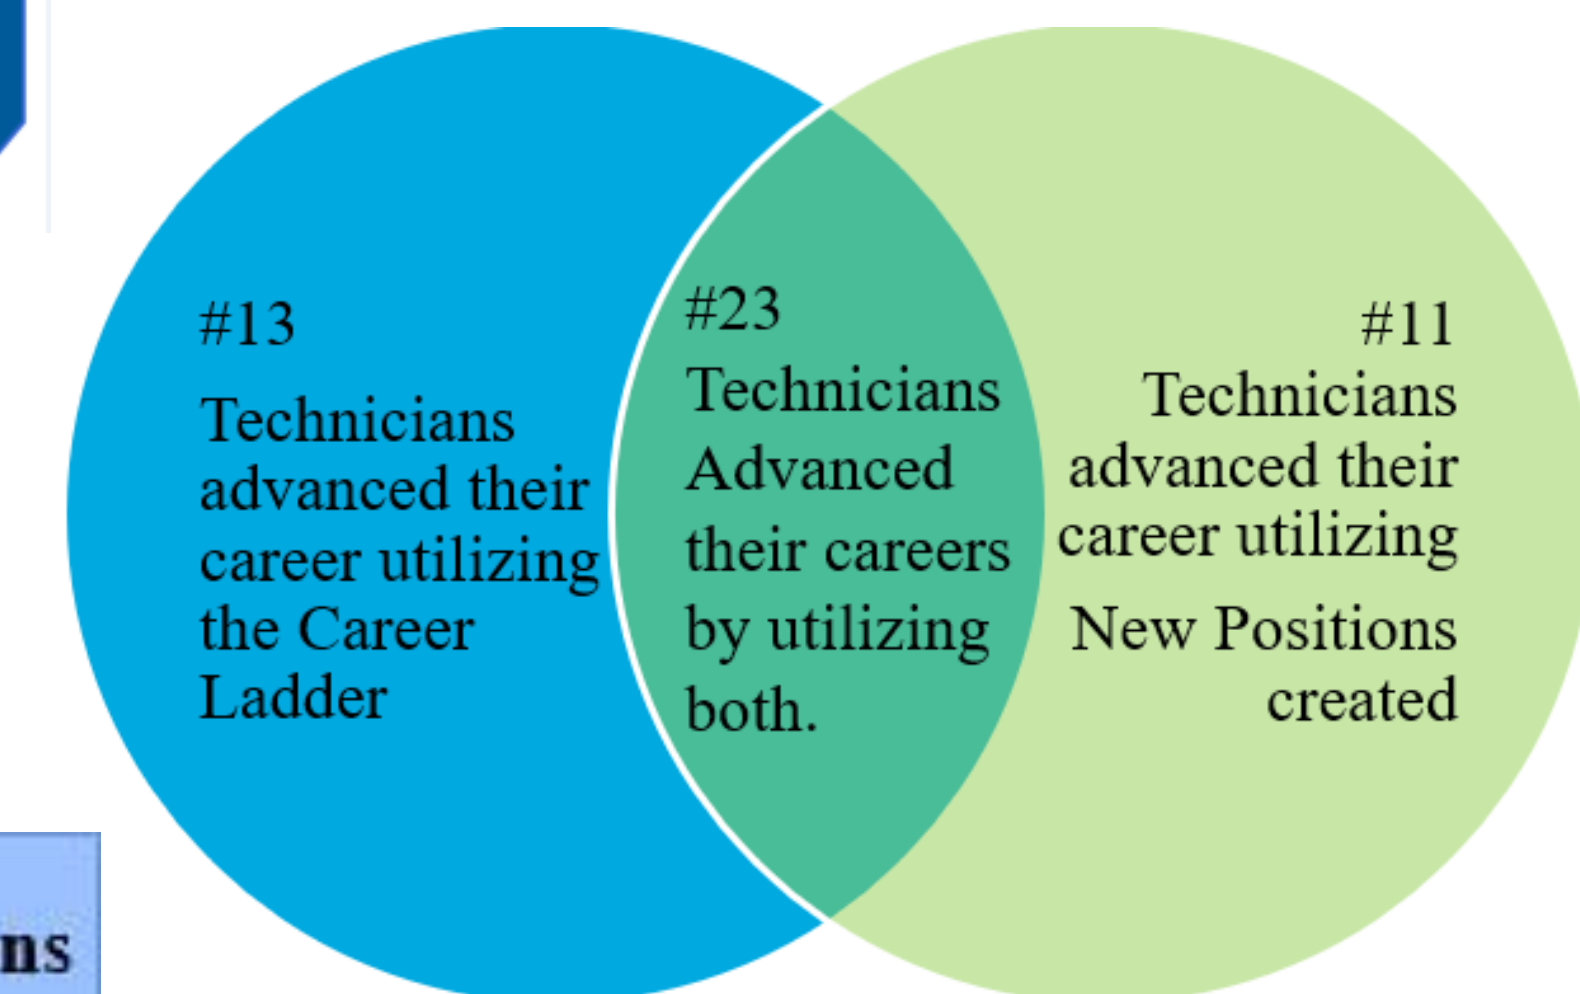 #13
Technicians
advanced their
career utilizing
the Career
Ladder
#23
Technicians
Advanced
their careers
by utilizing
both.
#11
Technicians
advanced their
career utilizing
New Positions
created
ns